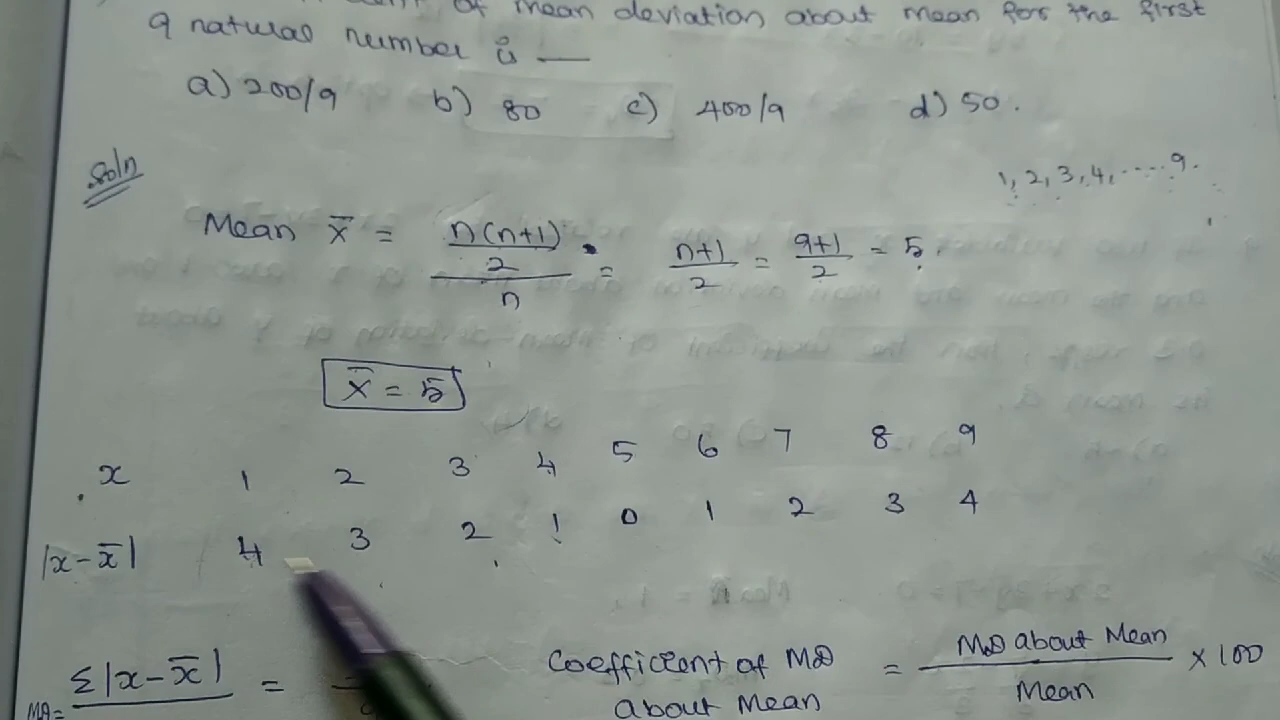 of mean deviation about mean for the first
9 natural number is —
a) 200/9 b) 80 c) 400/9 d) 50.
Soln
1, 2, 3, 4, ..... 9.
Mean x̄ = (n(n+1)/2)/n = (n+1)/2 = (9+1)/2 = 5.
x̄ = 5
x 1 2 3 4 5 6 7 8 9
|x-x̄| 4 3 2 1 0 1 2 3 4
MD = Σ|x-x̄| =
Coefficient of MD about Mean = MD about Mean / Mean × 100